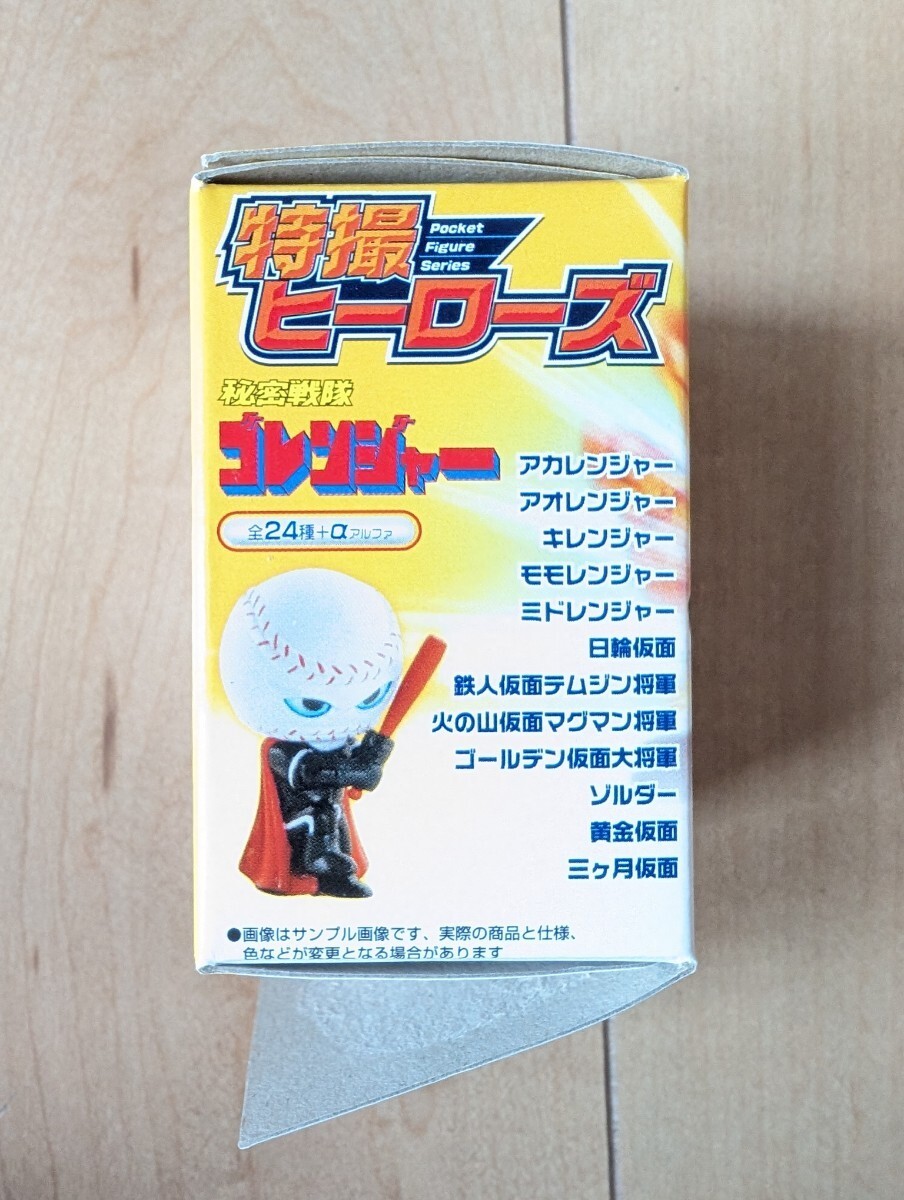 特撮
Pocket
Figure
Series
ヒーローズ
秘密戦隊
ゴレンジャー
全24種+αアルファ
アカレンジャー
アオレンジャー
キレンジャー
モモレンジャー
ミドレンジャー
日輪仮面
鉄人仮面テムジン将軍
火の山仮面マグマン将軍
ゴールデン仮面大将軍
ゾルダー
黄金仮面
三ヶ月仮面
●画像はサンプル画像です、実際の商品と仕様、
色などが変更となる場合があります